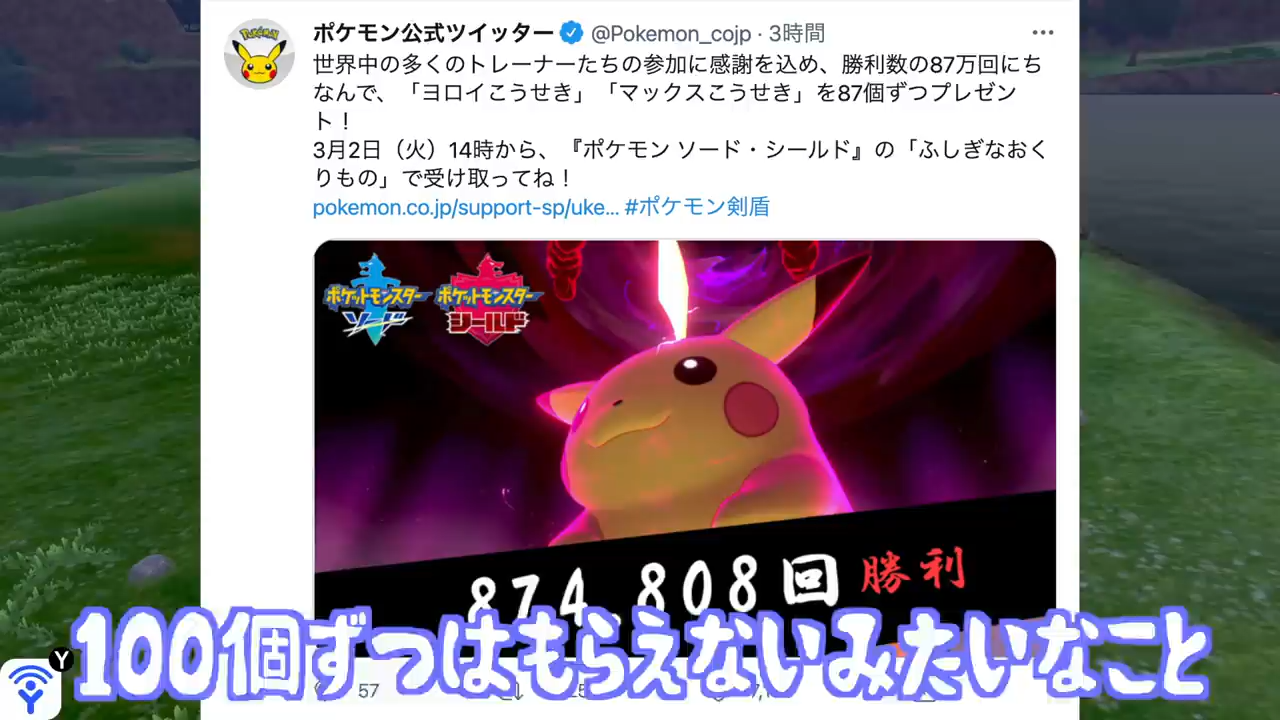 ポケモン公式ツイッター @Pokemon_cojp · 3時間
世界中の多くのトレーナーたちの参加に感謝を込め、勝利数の87万回にち
なんで、「ヨロイこうせき」「マックスこうせき」を87個ずつプレゼン
ト！
3月2日（火）14時から、『ポケモン ソード・シールド』の「ふしぎなおく
りもの」で受け取ってね！
pokemon.co.jp/support-sp/uke... #ポケモン剣盾
ポケットモンスター ソード
ポケットモンスター シールド
874,808回 勝利
100個ずつはもらえないみたいなこと
Y
57